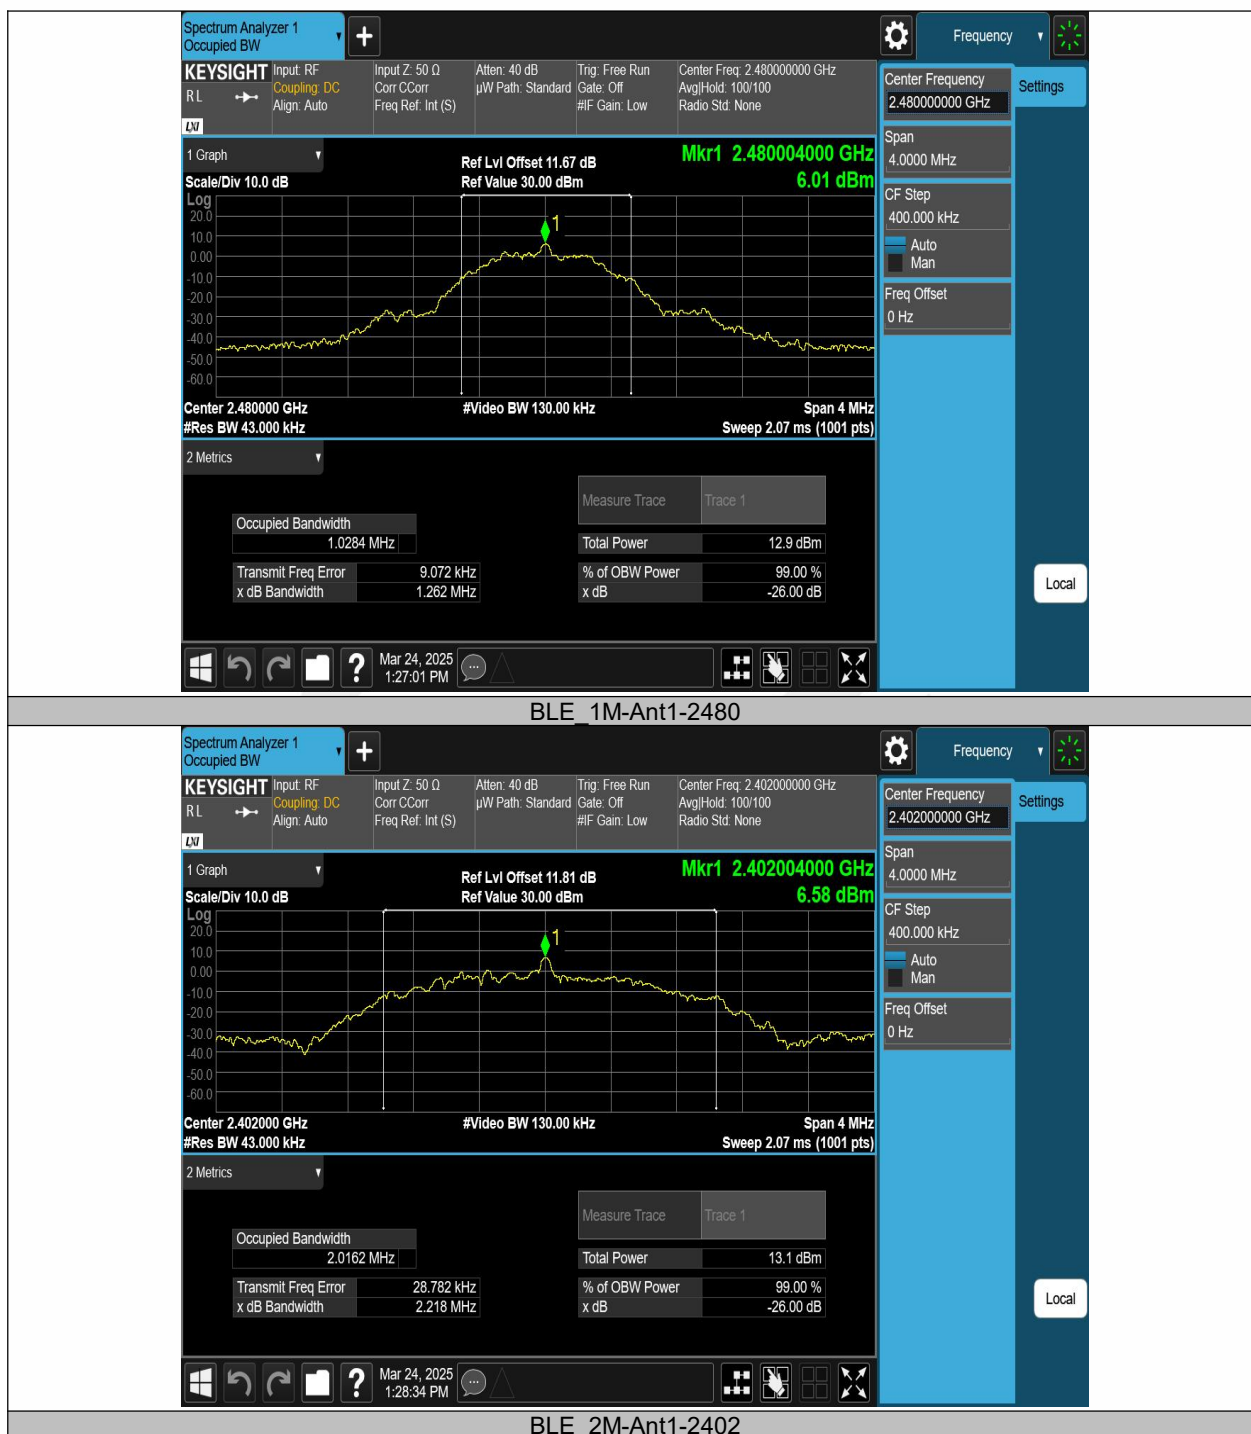 Spectrum Analyzer 1
Occupied BW
+
Frequency
KEYSIGHT
RL
LXI
Input: RF
Coupling: DC
Align: Auto
Input Z: 50 Ω
Corr CCorr
Freq Ref: Int (S)
Atten: 40 dB
µW Path: Standard
Trig: Free Run
Gate: Off
#IF Gain: Low
Center Freq: 2.480000000 GHz
Avg|Hold: 100/100
Radio Std: None
Center Frequency
2.480000000 GHz
Settings
Span
4.0000 MHz
CF Step
400.000 kHz
Auto
Man
Freq Offset
0 Hz
Local
1 Graph
Scale/Div 10.0 dB
Ref Lvl Offset 11.67 dB
Ref Value 30.00 dBm
Mkr1 2.480004000 GHz
6.01 dBm
Log
20.0
10.0
0.00
-10.0
-20.0
-30.0
-40.0
-50.0
-60.0
1
Center 2.480000 GHz
#Res BW 43.000 kHz
#Video BW 130.00 kHz
Span 4 MHz
Sweep 2.07 ms (1001 pts)
2 Metrics
Measure Trace Trace 1
Occupied Bandwidth
1.0284 MHz
Total Power 12.9 dBm
Transmit Freq Error 9.072 kHz
% of OBW Power 99.00 %
x dB Bandwidth 1.262 MHz
x dB -26.00 dB
?
Mar 24, 2025
1:27:01 PM
BLE_1M-Ant1-2480
Spectrum Analyzer 1
Occupied BW
+
Frequency
KEYSIGHT
RL
LXI
Input: RF
Coupling: DC
Align: Auto
Input Z: 50 Ω
Corr CCorr
Freq Ref: Int (S)
Atten: 40 dB
µW Path: Standard
Trig: Free Run
Gate: Off
#IF Gain: Low
Center Freq: 2.402000000 GHz
Avg|Hold: 100/100
Radio Std: None
Center Frequency
2.402000000 GHz
Settings
Span
4.0000 MHz
CF Step
400.000 kHz
Auto
Man
Freq Offset
0 Hz
Local
1 Graph
Scale/Div 10.0 dB
Ref Lvl Offset 11.81 dB
Ref Value 30.00 dBm
Mkr1 2.402004000 GHz
6.58 dBm
Log
20.0
10.0
0.00
-10.0
-20.0
-30.0
-40.0
-50.0
-60.0
1
Center 2.402000 GHz
#Res BW 43.000 kHz
#Video BW 130.00 kHz
Span 4 MHz
Sweep 2.07 ms (1001 pts)
2 Metrics
Measure Trace Trace 1
Occupied Bandwidth
2.0162 MHz
Total Power 13.1 dBm
Transmit Freq Error 28.782 kHz
% of OBW Power 99.00 %
x dB Bandwidth 2.218 MHz
x dB -26.00 dB
?
Mar 24, 2025
1:28:34 PM
BLE_2M-Ant1-2402